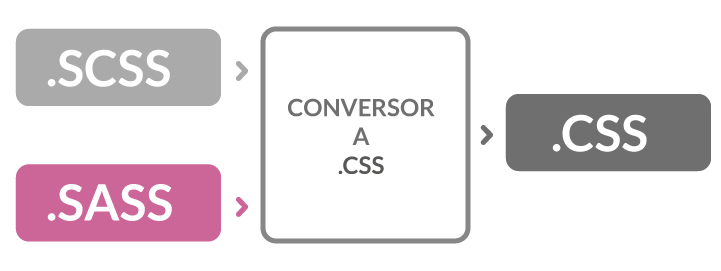 .SCSS
.SASS
CONVERSOR
A
.CSS
.CSS